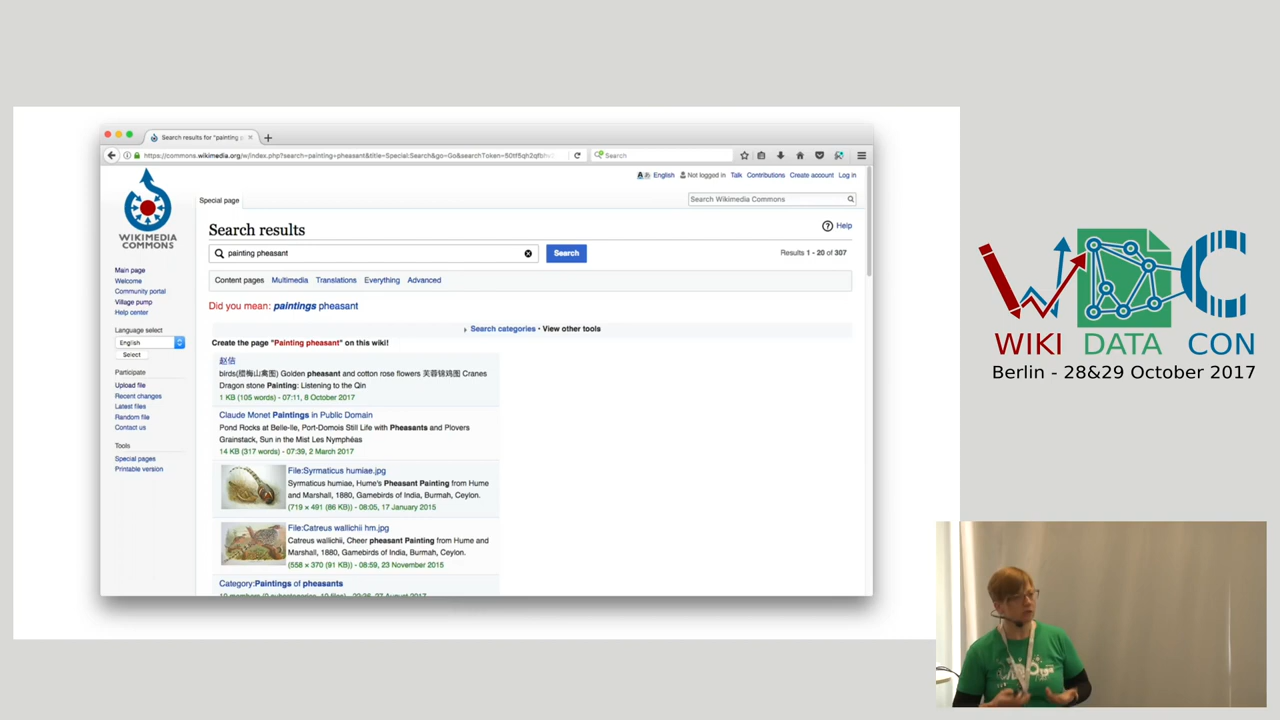 Search results for "painting p
https://commons.wikimedia.org/w/index.php?search=painting+pheasant&title=Special:Search&go=Go&searchToken=
Search
English Not logged in Talk Contributions Create account Log in
Special page
Search Wikimedia Commons
WIKIMEDIA
COMMONS
Search results
Help
painting pheasant
Search
Results 1 - 20 of 307
Content pages Multimedia Translations Everything Advanced
Did you mean: paintings pheasant
Search categories • View other tools
Create the page "Painting pheasant" on this wiki!
赵佶
birds(腊梅山禽图) Golden pheasant and cotton rose flowers 芙蓉锦鸡图 Cranes
Dragon stone Painting: Listening to the Qin
1 KB (105 words) - 07:11, 8 October 2017
Claude Monet Paintings in Public Domain
Pond Rocks at Belle-Ile, Port-Domois Still Life with Pheasants and Plovers
Grainstack, Sun in the Mist Les Nymphéas
14 KB (317 words) - 07:39, 2 March 2017
File:Syrmaticus humiae.jpg
Syrmaticus humiae, Hume's Pheasant Painting from Hume
and Marshall, 1880, Gamebirds of India, Burmah, Ceylon.
(719 × 491 (86 KB)) - 08:05, 17 January 2015
File:Catreus wallichii hm.jpg
Catreus wallichii, Cheer pheasant Painting from Hume and
Marshall, 1880, Gamebirds of India, Burmah, Ceylon.
(558 × 370 (91 KB)) - 08:59, 23 November 2015
Category:Paintings of pheasants
Main page
Welcome
Community portal
Village pump
Help center
Language select
English
Select
Participate
Upload file
Recent changes
Latest files
Random file
Contact us
Tools
Special pages
Printable version
WIKI DATA CON
Berlin - 28&29 October 2017